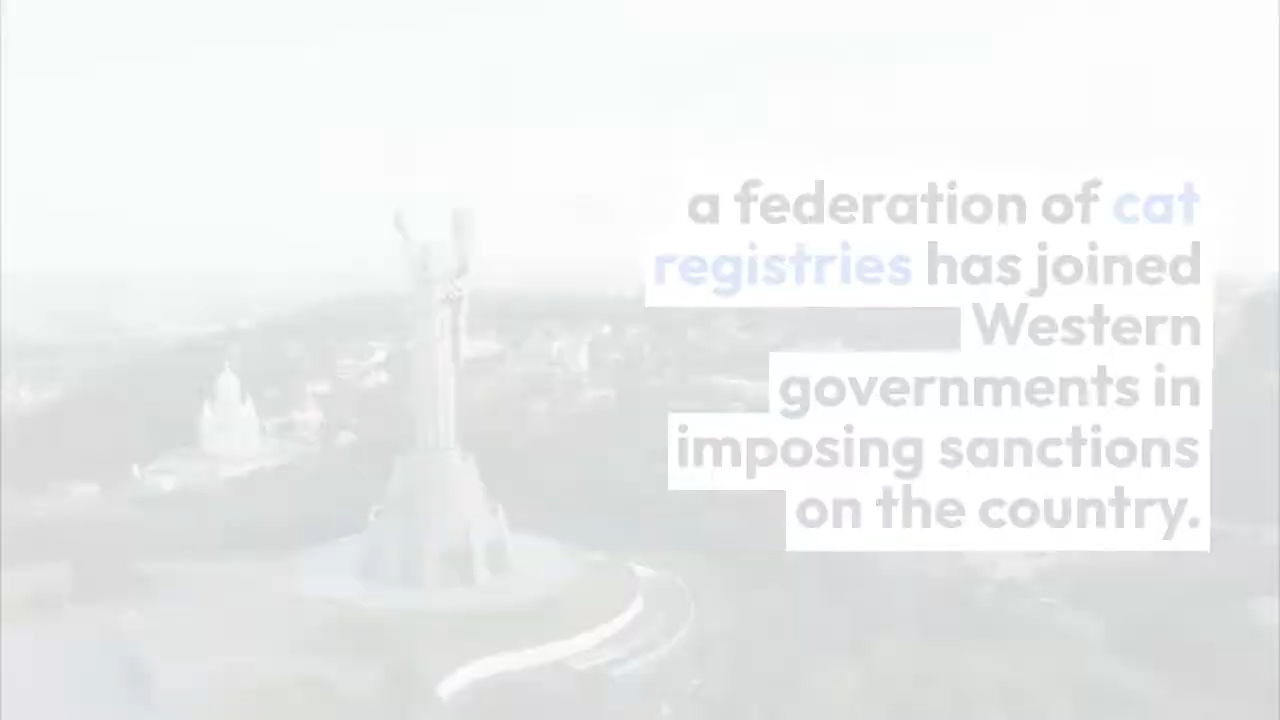 a federation of cat
registries has joined
Western
governments in
imposing sanctions
on the country.